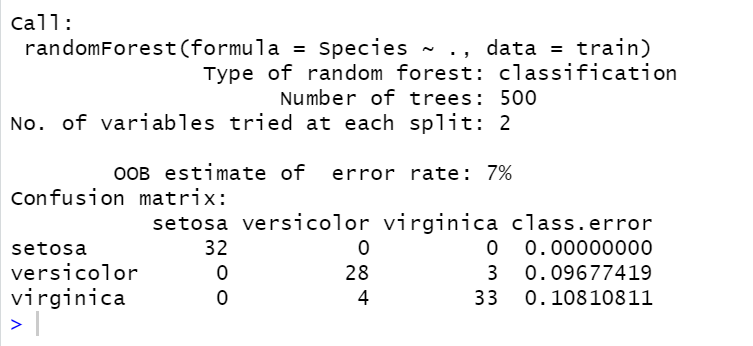 Call:
 randomForest(formula = Species ~ ., data = train)
               Type of random forest: classification
                     Number of trees: 500
No. of variables tried at each split: 2

        OOB estimate of  error rate: 7%
Confusion matrix:
           setosa versicolor virginica class.error
setosa         32          0         0  0.00000000
versicolor      0         28         3  0.09677419
virginica       0          4        33  0.10810811
>